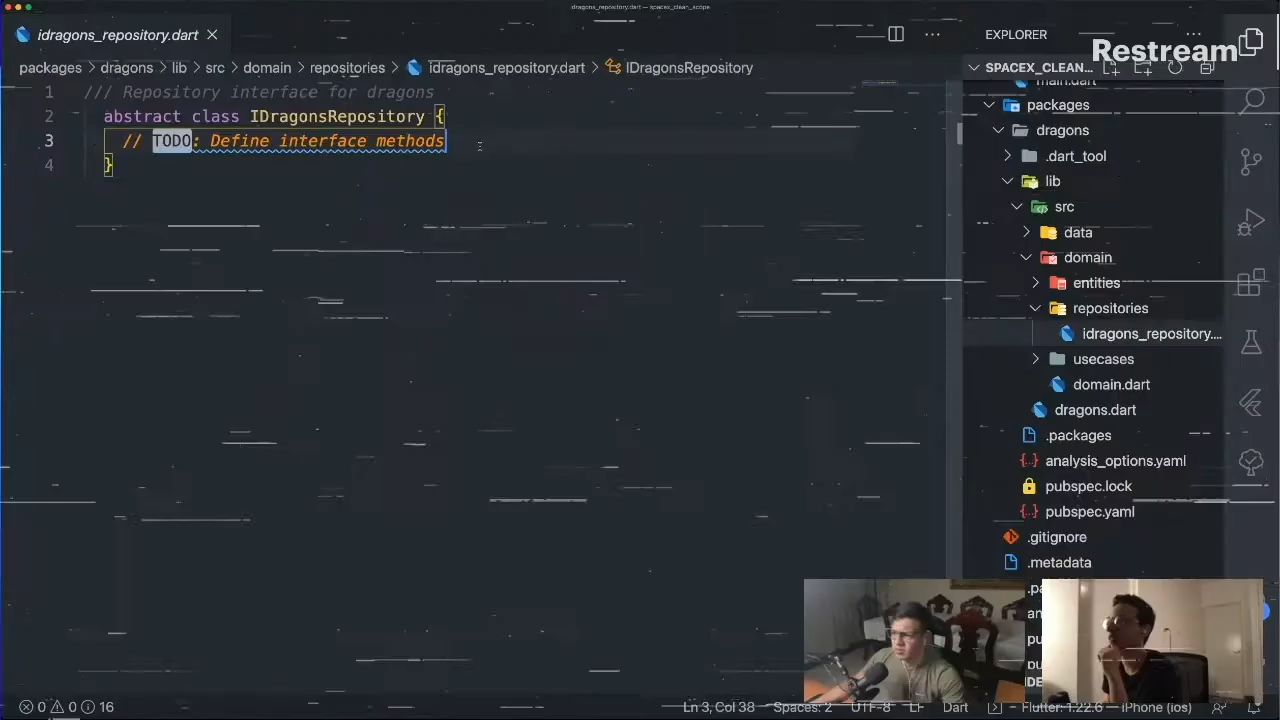 idragons_repository.dart — spacex_clean_scope
idragons_repository.dart
EXPLORER
Restream
packages > dragons > lib > src > domain > repositories > idragons_repository.dart > IDragonsRepository
SPACEX_CLEAN...
1 /// Repository interface for dragons
2 abstract class IDragonsRepository {
3 // TODO: Define interface methods
4 }
main.dart
packages
dragons
.dart_tool
lib
src
data
domain
entities
repositories
idragons_repository....
usecases
domain.dart
dragons.dart
.packages
analysis_options.yaml
pubspec.lock
pubspec.yaml
.gitignore
.metadata
0 0 16
Ln 3, Col 38 Spaces: 2 UTF-8 LF Dart Flutter: 1.22.6 iPhone (ios)